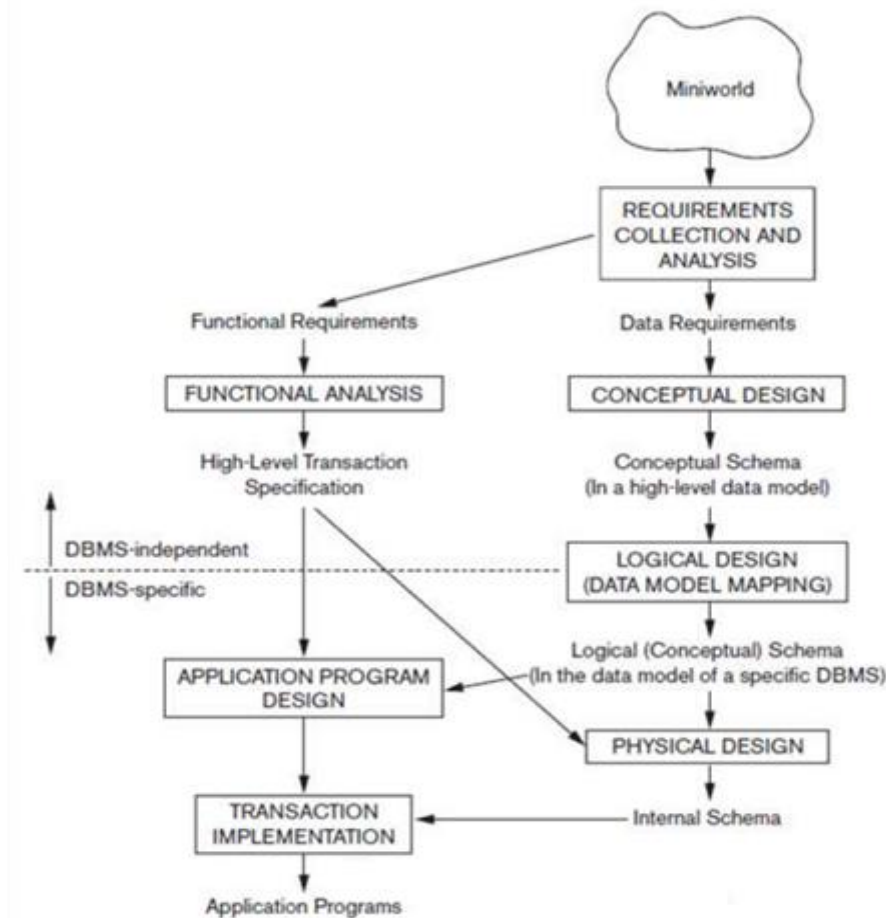 Miniworld
REQUIREMENTS
COLLECTION AND
ANALYSIS
Functional Requirements
Data Requirements
FUNCTIONAL ANALYSIS
CONCEPTUAL DESIGN
High-Level Transaction
Specification
Conceptual Schema
(In a high-level data model)
DBMS-independent
DBMS-specific
LOGICAL DESIGN
(DATA MODEL MAPPING)
Logical (Conceptual) Schema
(In the data model of a specific DBMS)
APPLICATION PROGRAM
DESIGN
PHYSICAL DESIGN
TRANSACTION
IMPLEMENTATION
Internal Schema
Application Programs